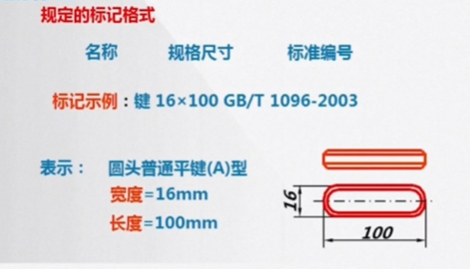 规定的标记格式
名称 规格尺寸 标准编号
标记示例：键 16×100 GB/T 1096-2003
表示： 圆头普通平键(A)型
宽度=16mm
长度=100mm
16
100